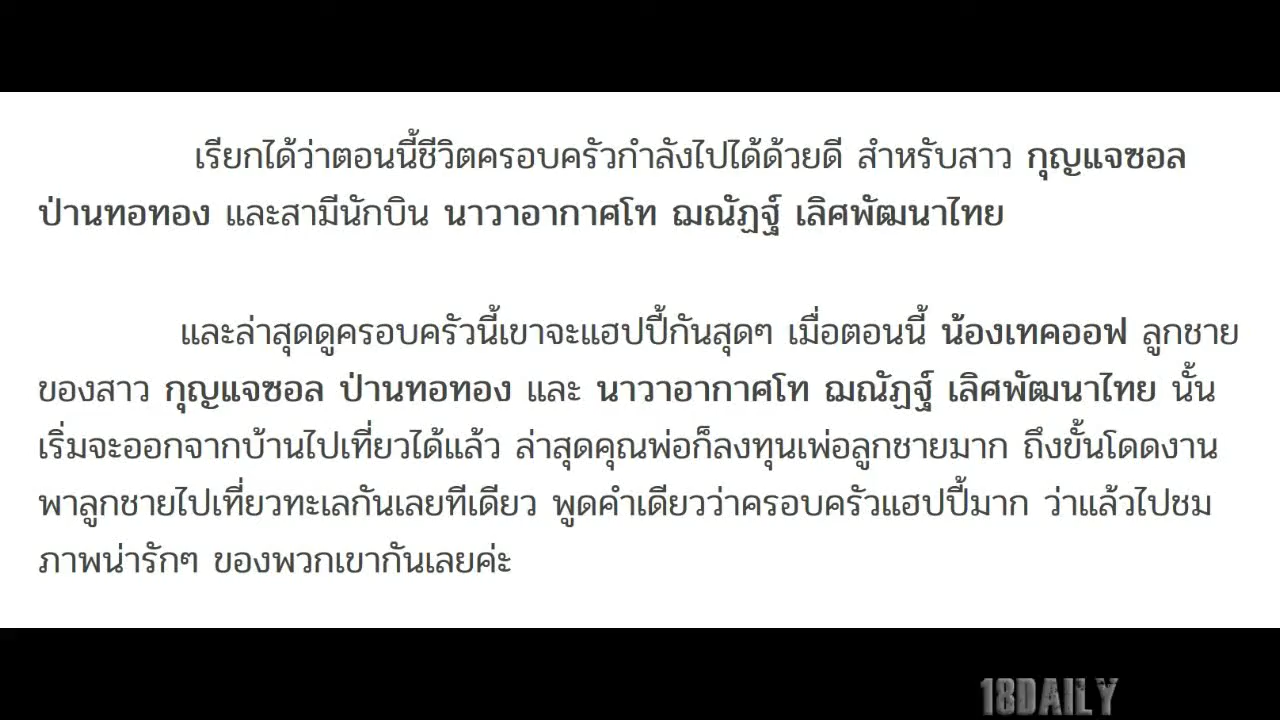 เรียกได้ว่าตอนนี้ชีวิตครอบครัวกำลังไปได้ด้วยดี สำหรับสาว กุญแจซอล
ป่านทอทอง และสามีนักบิน นาวาอากาศโท ฌณัฏฐ์ เลิศพัฒนาไทย
และล่าสุดดูครอบครัวนี้เขาจะแฮปปี้กันสุดๆ เมื่อตอนนี้ น้องเทคออฟ ลูกชาย
ของสาว กุญแจซอล ป่านทอทอง และ นาวาอากาศโท ฌณัฏฐ์ เลิศพัฒนาไทย นั้น
เริ่มจะออกจากบ้านไปเที่ยวได้แล้ว ล่าสุดคุณพ่อก็ลงทุนเพ่อลูกชายมาก ถึงขั้นโดดงาน
พาลูกชายไปเที่ยวทะเลกันเลยทีเดียว พูดคำเดียวว่าครอบครัวแฮปปี้มาก ว่าแล้วไปชม
ภาพน่ารักๆ ของพวกเขากันเลยค่ะ
18DAILY